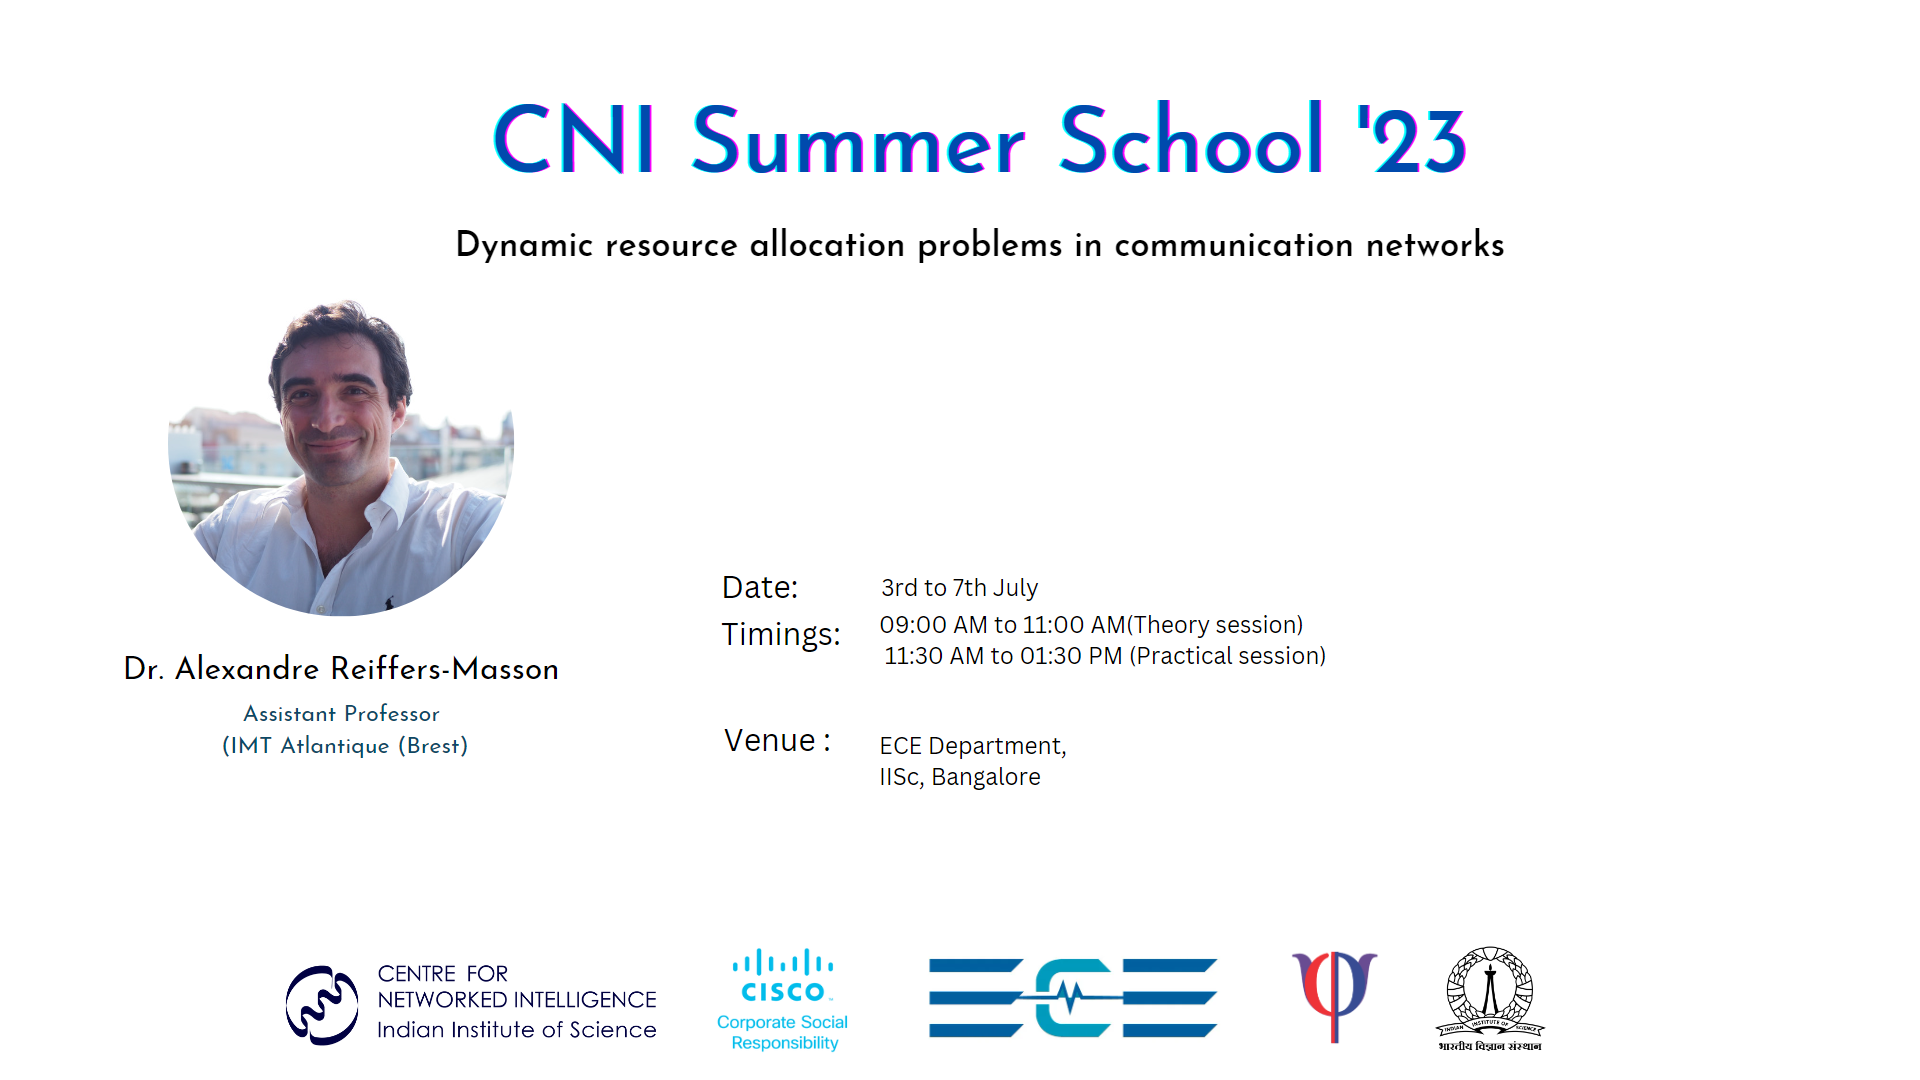 CNI Summer School '23
Dynamic resource allocation problems in communication networks
Dr. Alexandre Reiffers-Masson
Assistant Professor
(IMT Atlantique (Brest)
Date: 3rd to 7th July
Timings: 09:00 AM to 11:00 AM(Theory session)
11:30 AM to 01:30 PM (Practical session)
Venue : ECE Department,
IISc, Bangalore
CENTRE FOR
NETWORKED INTELLIGENCE
Indian Institute of Science
CISCO
Corporate Social
Responsibility
ECE
INDIAN INSTITUTE OF SCIENCE
भारतीय विज्ञान संस्थान